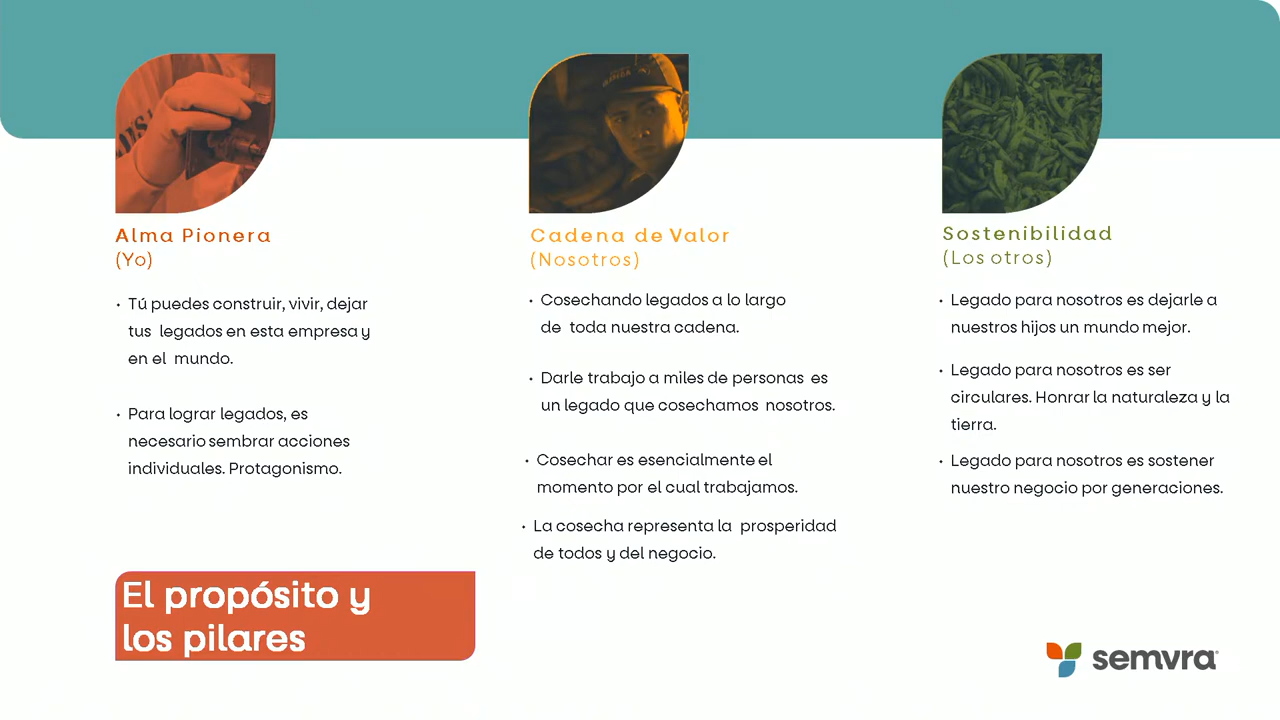 Alma Pionera
(Yo)
• Tú puedes construir, vivir, dejar
tus legados en esta empresa y
en el mundo.
• Para lograr legados, es
necesario sembrar acciones
individuales. Protagonismo.
Cadena de Valor
(Nosotros)
• Cosechando legados a lo largo
de toda nuestra cadena.
• Darle trabajo a miles de personas es
un legado que cosechamos nosotros.
• Cosechar es esencialmente el
momento por el cual trabajamos.
• La cosecha representa la prosperidad
de todos y del negocio.
Sostenibilidad
(Los otros)
• Legado para nosotros es dejarle a
nuestros hijos un mundo mejor.
• Legado para nosotros es ser
circulares. Honrar la naturaleza y la
tierra.
• Legado para nosotros es sostener
nuestro negocio por generaciones.
El propósito y
los pilares
semvra